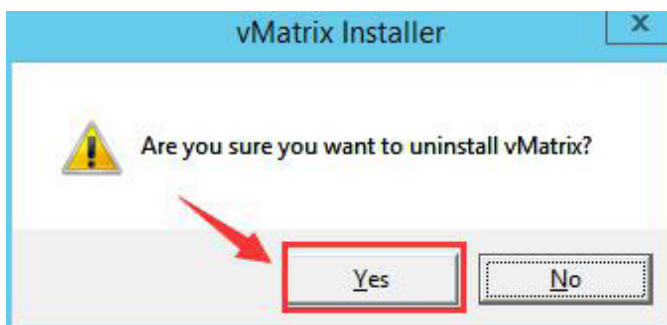 vMatrix Installer
x
Are you sure you want to uninstall vMatrix?
Yes
No